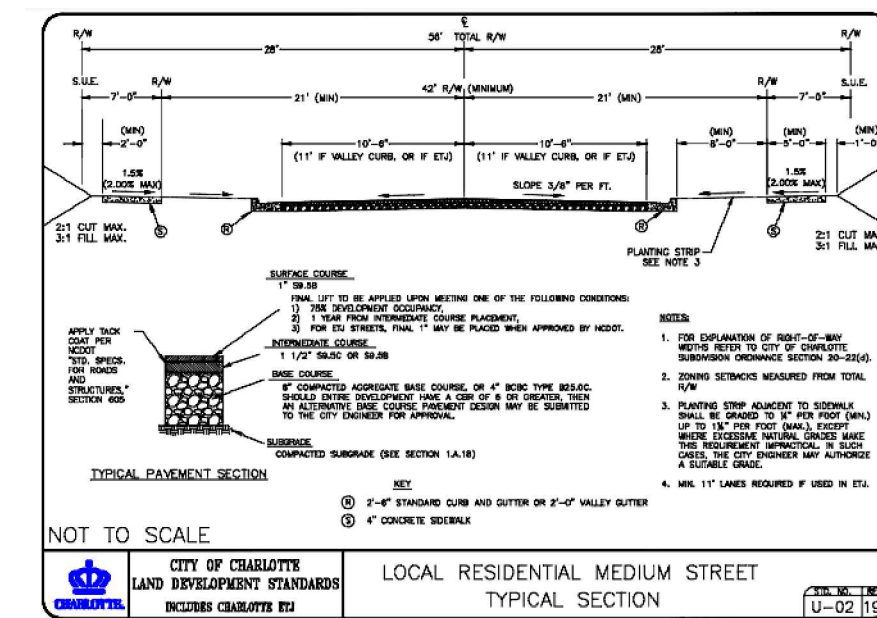 ℄
R/W
56' TOTAL R/W
R/W
28'
28'
S.U.E.
R/W
42' R/W (MINIMUM)
R/W
S.U.E.
7'-0"
21' (MIN)
21' (MIN)
7'-0"
(MIN)
2'-0"
10'-6"
10'-6"
(MIN)
8'-0"
(MIN)
5'-0"
(MIN)
(11' IF VALLEY CURB, OR IF ETJ)
(11' IF VALLEY CURB, OR IF ETJ)
1.5%
(2.00% MAX)
SLOPE 3/8" PER FT.
1.5%
(2.00% MAX)
2:1 CUT MAX.
3:1 FILL MAX.
S
R
R
S
PLANTING STRIP
SEE NOTE 3
2:1 CUT
3:1 FILL
SURFACE COURSE
1" S9.5B
FINAL LIFT TO BE APPLIED UPON MEETING ONE OF THE FOLLOWING CONDITIONS:
1) 75% DEVELOPMENT OCCUPANCY,
2) 1 YEAR FROM INTERMEDIATE COURSE PLACEMENT,
3) FOR ETJ STREETS, FINAL 1" MAY BE PLACED WHEN APPROVED BY NCDOT.
INTERMEDIATE COURSE
1 1/2" S9.5C OR S9.5B
BASE COURSE
COMPACTED AGGREGATE BASE COURSE, OR 4" BCBC TYPE B25.0C.
SHOULD ENTIRE DEVELOPMENT HAVE A CBR OF 6 OR GREATER, THEN
AN ALTERNATIVE BASE COURSE PAVEMENT DESIGN MAY BE SUBMITTED
TO THE CITY ENGINEER FOR APPROVAL.
SUBGRADE
COMPACTED SUBGRADE (SEE SECTION 1.A.18)
APPLY TACK
COAT PER
NCDOT
"STD. SPECS.
FOR ROADS
AND
STRUCTURES,"
SECTION 605
TYPICAL PAVEMENT SECTION
KEY
R 2'-6" STANDARD CURB AND GUTTER OR 2'-0" VALLEY GUTTER
S 4" CONCRETE SIDEWALK
NOTES:
1. FOR EXPLANATION OF RIGHT-OF-WAY
WIDTHS REFER TO CITY OF CHARLOTTE
SUBDIVISION ORDINANCE SECTION 20-22(d).
2. ZONING SETBACKS MEASURED FROM TOTAL
R/W
3. PLANTING STRIP ADJACENT TO SIDEWALK
SHALL BE GRADED TO ¼" PER FOOT (MIN.)
UP TO 1¼" PER FOOT (MAX.), EXCEPT
WHERE EXCESSIVE NATURAL GRADES MAKE
THIS REQUIREMENT IMPRACTICAL. IN SUCH
CASES, THE CITY ENGINEER MAY AUTHORIZE
A SUITABLE GRADE.
4. MIN. 11' LANES REQUIRED IF USED IN ETJ.
NOT TO SCALE
CHARLOTTE.
CITY OF CHARLOTTE
LAND DEVELOPMENT STANDARDS
INCLUDES CHARLOTTE ETJ
LOCAL RESIDENTIAL MEDIUM STREET
TYPICAL SECTION
STD. NO.
U-02
19